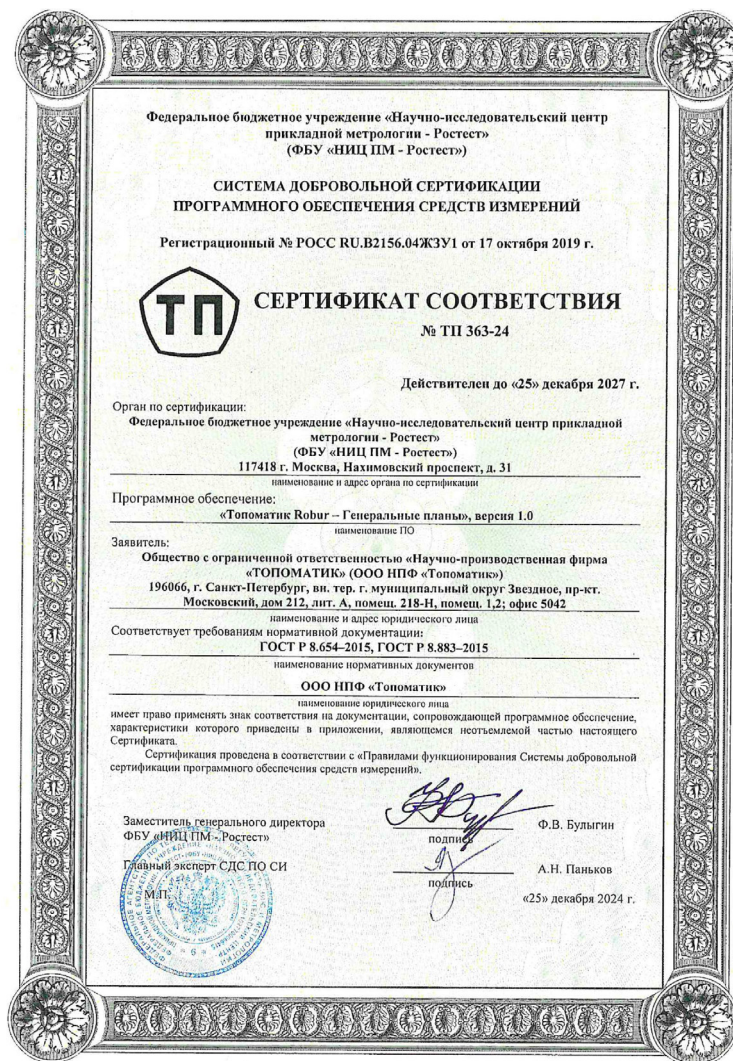 Федеральное бюджетное учреждение «Научно-исследовательский центр
прикладной метрологии - Ростест»
(ФБУ «НИЦ ПМ - Ростест»)
СИСТЕМА ДОБРОВОЛЬНОЙ СЕРТИФИКАЦИИ
ПРОГРАММНОГО ОБЕСПЕЧЕНИЯ СРЕДСТВ ИЗМЕРЕНИЙ
Регистрационный № РОСС RU.В2156.04ЖЗУ1 от 17 октября 2019 г.
ТП
СЕРТИФИКАТ СООТВЕТСТВИЯ
№ ТП 363-24
Действителен до «25» декабря 2027 г.
Орган по сертификации:
Федеральное бюджетное учреждение «Научно-исследовательский центр прикладной
метрологии - Ростест»
(ФБУ «НИЦ ПМ - Ростест»)
117418 г. Москва, Нахимовский проспект, д. 31
наименование и адрес органа по сертификации
Программное обеспечение:
«Топоматик Robur – Генеральные планы», версия 1.0
наименование ПО
Заявитель:
Общество с ограниченной ответственностью «Научно-производственная фирма
«ТОПОМАТИК» (ООО НПФ «Топоматик»)
196066, г. Санкт-Петербург, вн. тер. г. муниципальный округ Звездное, пр-кт.
Московский, дом 212, лит. А, помещ. 218-Н, помещ. 1,2; офис 5042
наименование и адрес юридического лица
Соответствует требованиям нормативной документации:
ГОСТ Р 8.654–2015, ГОСТ Р 8.883–2015
наименование нормативных документов
ООО НПФ «Топоматик»
наименование юридического лица
имеет право применять знак соответствия на документации, сопровождающей программное обеспечение,
характеристики которого приведены в приложении, являющемся неотъемлемой частью настоящего
Сертификата.
Сертификация проведена в соответствии с «Правилами функционирования Системы добровольной
сертификации программного обеспечения средств измерений».
Заместитель генерального директора
ФБУ «НИЦ ПМ - Ростест»
подпись
Ф.В. Булыгин
Главный эксперт СДС ПО СИ
подпись
А.Н. Паньков
М.П.
«25» декабря 2024 г.